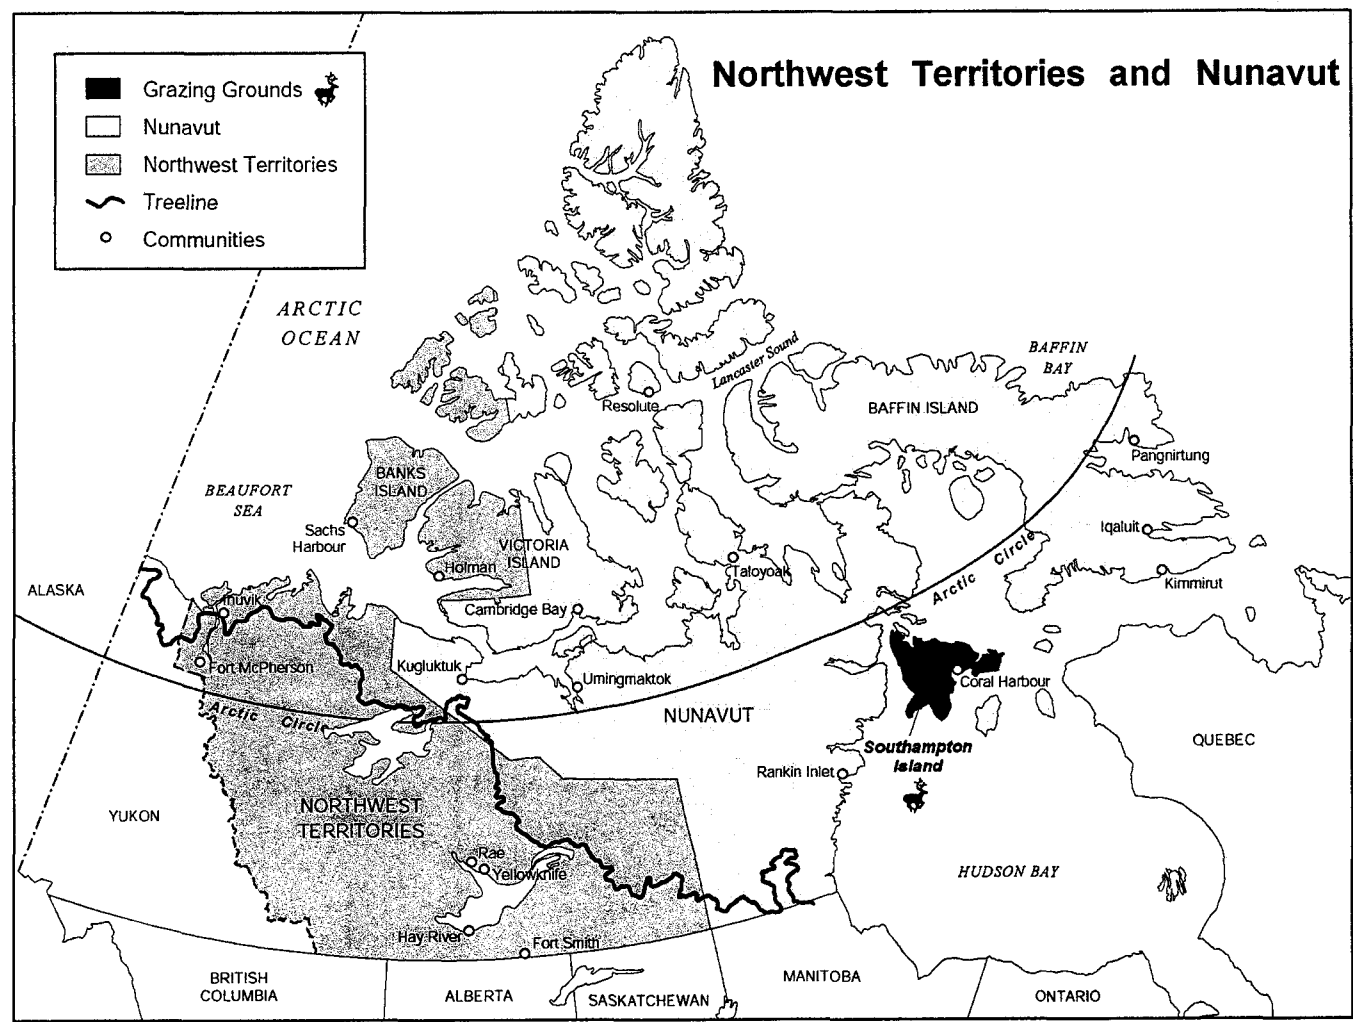 Northwest Territories and Nunavut
Grazing Grounds
Nunavut
Northwest Territories
Treeline
Communities
ARCTIC
OCEAN
BAFFIN
BAY
Lancaster Sound
Resolute
BAFFIN ISLAND
Pangnirtung
BANKS
ISLAND
BEAUFORT
SEA
Sachs
Harbour
VICTORIA
ISLAND
Holman
Iqaluit
Arctic Circle
Taloyoak
Kimmirut
ALASKA
Inuvik
Cambridge Bay
Fort McPherson
Kugluktuk
Umingmaktok
Coral Harbour
Arctic Circle
NUNAVUT
Southampton
Island
QUEBEC
Rankin Inlet
NORTHWEST
TERRITORIES
YUKON
Rae
Yellowknife
HUDSON BAY
Hay River
Fort Smith
BRITISH
COLUMBIA
ALBERTA
SASKATCHEWAN
MANITOBA
ONTARIO